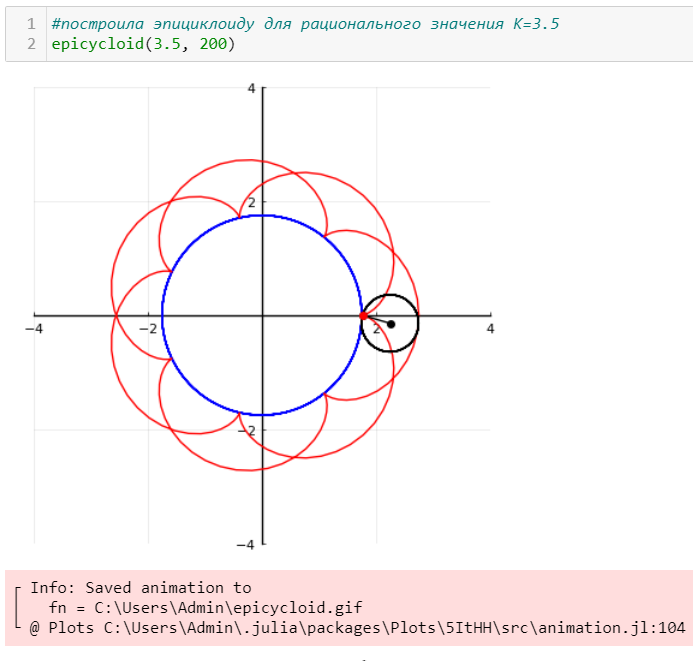 1 #построила эпициклоиду для рационального значения K=3.5
2 epicycloid(3.5, 200)
4
2
−4 −2 2 4
−2
−4
┌ Info: Saved animation to
│ fn = C:\Users\Admin\epicycloid.gif
└ @ Plots C:\Users\Admin\.julia\packages\Plots\5ItHH\src\animation.jl:104